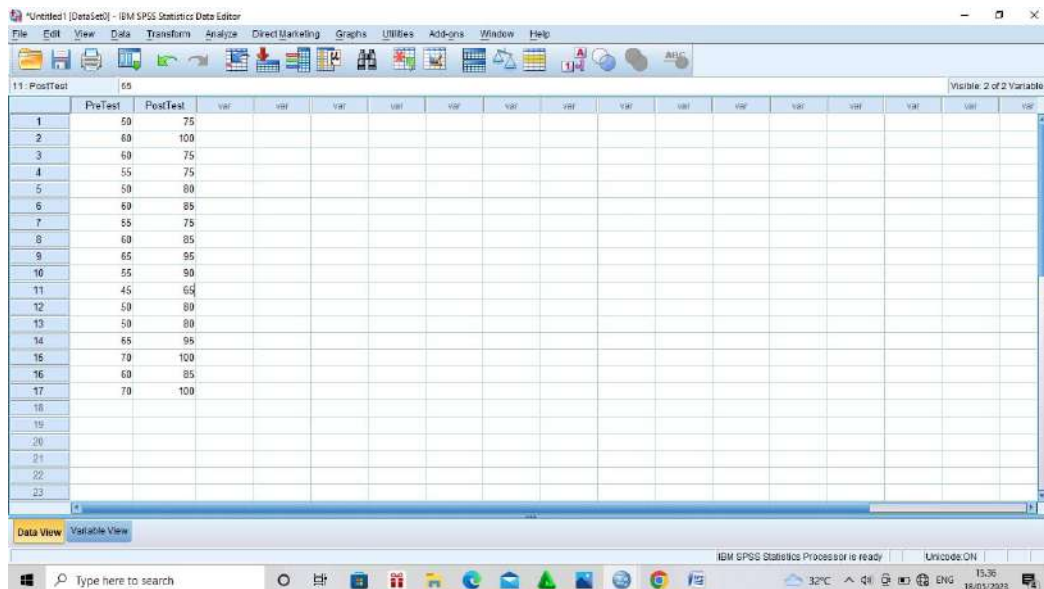 *Untitled1 [DataSet0] - IBM SPSS Statistics Data Editor
File Edit View Data Transform Analyze Direct Marketing Graphs Utilities Add-ons Window Help
11 : PostTest 65 Visible: 2 of 2 Variable
PreTest PostTest var var var var var var var var var var var var var var var
1 50 75
2 60 100
3 60 75
4 55 75
5 50 80
6 60 85
7 55 75
8 60 85
9 65 95
10 55 90
11 45 65
12 50 80
13 50 80
14 65 95
15 70 100
16 60 85
17 70 100
18
19
20
21
22
23
Data View Variable View
IBM SPSS Statistics Processor is ready Unicode:ON
Type here to search 32°C ENG 15.36
18/05/2023